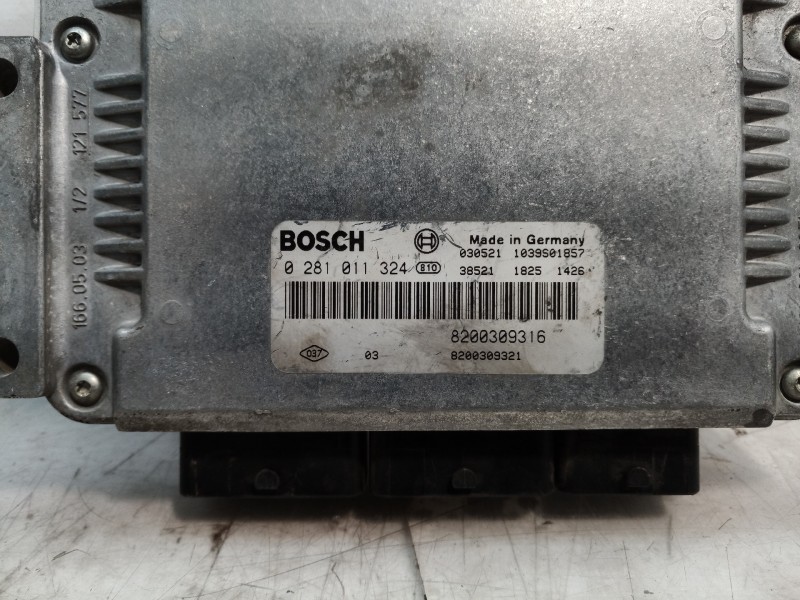 BOSCH
Made in Germany
030521 1039S01857
0 281 011 324 810
38521 1825 1426
8200309316
037 03 8200309321
166.05.03 1/2 121 577